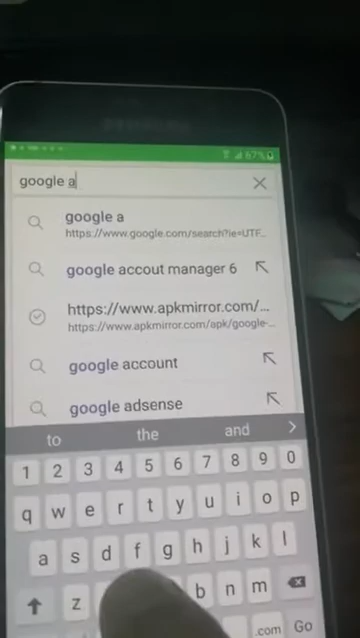 67%
google a
google a
https://www.google.com/search?ie=UTF...
google accout manager 6
https://www.apkmirror.com/...
https://www.apkmirror.com/apk/google-...
google account
google adsense
to the and
1 2 3 4 5 6 7 8 9 0
q w e r t y u i o p
a s d f g h j k l
z b n m
.com Go